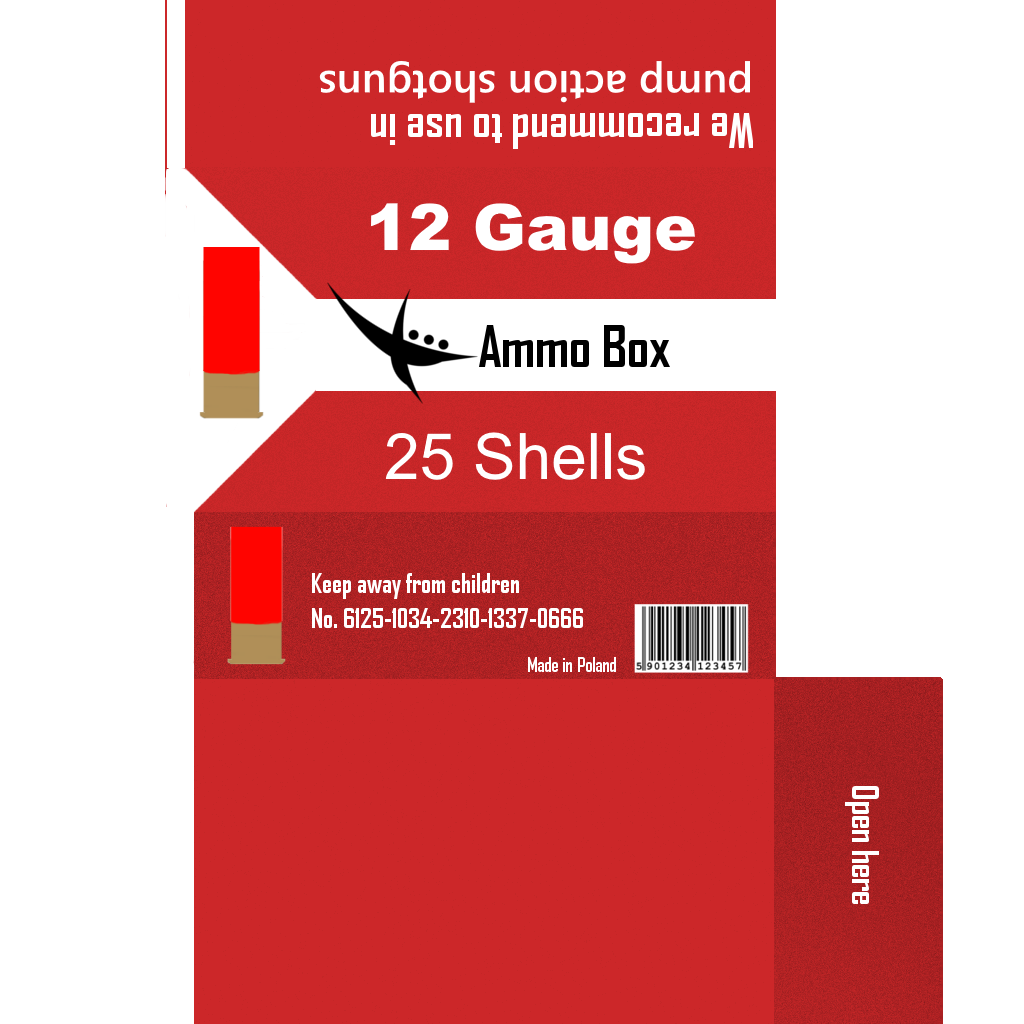 We recommend to use in
pump action shotguns
12 Gauge
Ammo Box
25 Shells
Keep away from children
No. 6125-1034-2310-1337-0666
Made in Poland
5 901234 123457
Open here